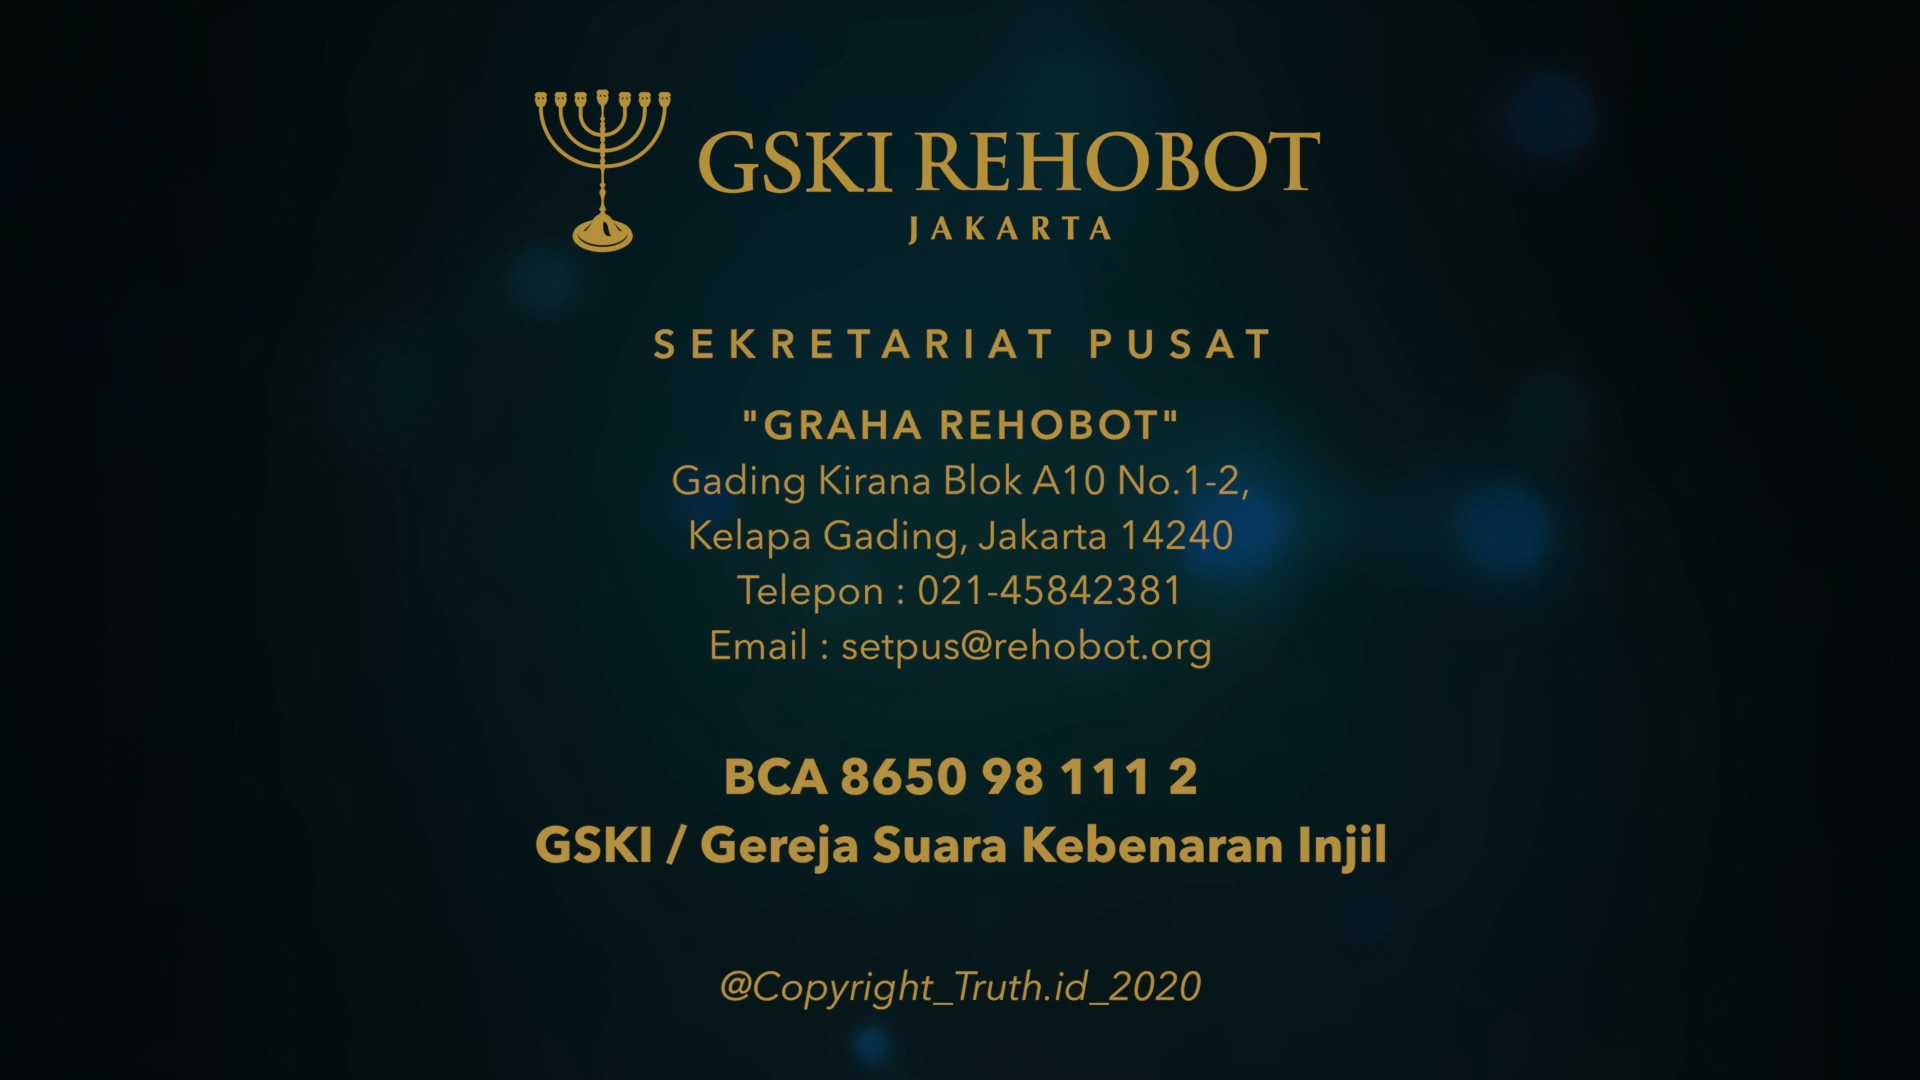 GSKI REHOBOT
JAKARTA
SEKRETARIAT PUSAT
"GRAHA REHOBOT"
Gading Kirana Blok A10 No.1-2,
Kelapa Gading, Jakarta 14240
Telepon : 021-45842381
Email : setpus@rehobot.org
BCA 8650 98 111 2
GSKI / Gereja Suara Kebenaran Injil
@Copyright_Truth.id_2020